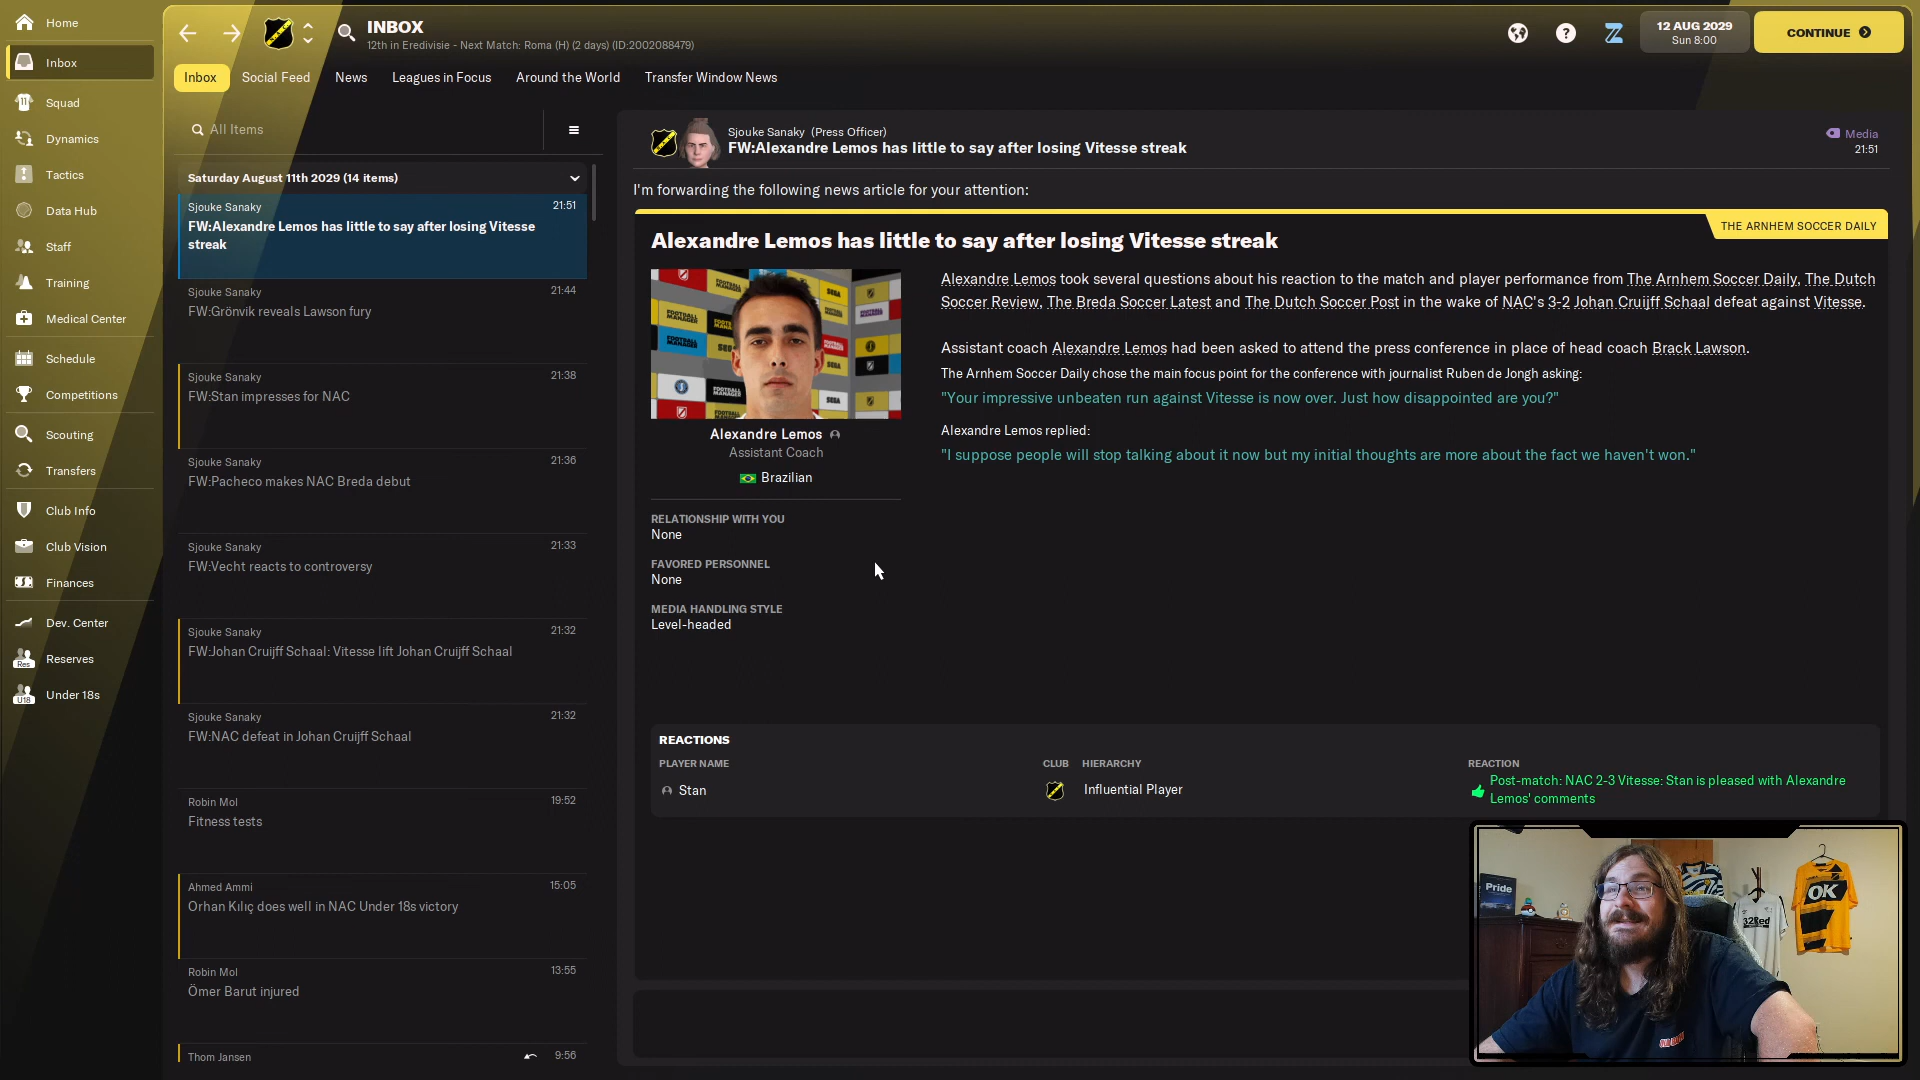 Home
Inbox
Squad
Dynamics
Tactics
Data Hub
Staff
Training
Medical Center
Schedule
Competitions
Scouting
Transfers
Club Info
Club Vision
Finances
Dev. Center
Res
Reserves
U18
Under 18s
INBOX
12th in Eredivisie - Next Match: Roma (H) (2 days) (ID:2002088479)
12 AUG 2029
Sun 8:00
CONTINUE
Inbox Social Feed News Leagues in Focus Around the World Transfer Window News
All Items
Saturday August 11th 2029 (14 items)
Sjouke Sanaky 21:51
FW:Alexandre Lemos has little to say after losing Vitesse
streak
Sjouke Sanaky 21:44
FW:Grönvik reveals Lawson fury
Sjouke Sanaky 21:38
FW:Stan impresses for NAC
Sjouke Sanaky 21:36
FW:Pacheco makes NAC Breda debut
Sjouke Sanaky 21:33
FW:Vecht reacts to controversy
Sjouke Sanaky 21:32
FW:Johan Cruijff Schaal: Vitesse lift Johan Cruijff Schaal
Sjouke Sanaky 21:32
FW:NAC defeat in Johan Cruijff Schaal
Robin Mol 19:52
Fitness tests
Ahmed Ammi 15:05
Orhan Kılıç does well in NAC Under 18s victory
Robin Mol 13:55
Ömer Barut injured
Thom Jansen 9:56
Sjouke Sanaky (Press Officer)
FW:Alexandre Lemos has little to say after losing Vitesse streak
Media
21:51
I'm forwarding the following news article for your attention:
THE ARNHEM SOCCER DAILY
Alexandre Lemos has little to say after losing Vitesse streak
Alexandre Lemos took several questions about his reaction to the match and player performance from The Arnhem Soccer Daily, The Dutch
Soccer Review, The Breda Soccer Latest and The Dutch Soccer Post in the wake of NAC's 3-2 Johan Cruijff Schaal defeat against Vitesse.
Assistant coach Alexandre Lemos had been asked to attend the press conference in place of head coach Brack Lawson.
The Arnhem Soccer Daily chose the main focus point for the conference with journalist Ruben de Jongh asking:
"Your impressive unbeaten run against Vitesse is now over. Just how disappointed are you?"
Alexandre Lemos replied:
"I suppose people will stop talking about it now but my initial thoughts are more about the fact we haven't won."
Alexandre Lemos
Assistant Coach
Brazilian
RELATIONSHIP WITH YOU
None
FAVORED PERSONNEL
None
MEDIA HANDLING STYLE
Level-headed
REACTIONS
PLAYER NAME CLUB HIERARCHY REACTION
Stan Influential Player Post-match: NAC 2-3 Vitesse: Stan is pleased with Alexandre
Lemos' comments
Pride
32Red
OK